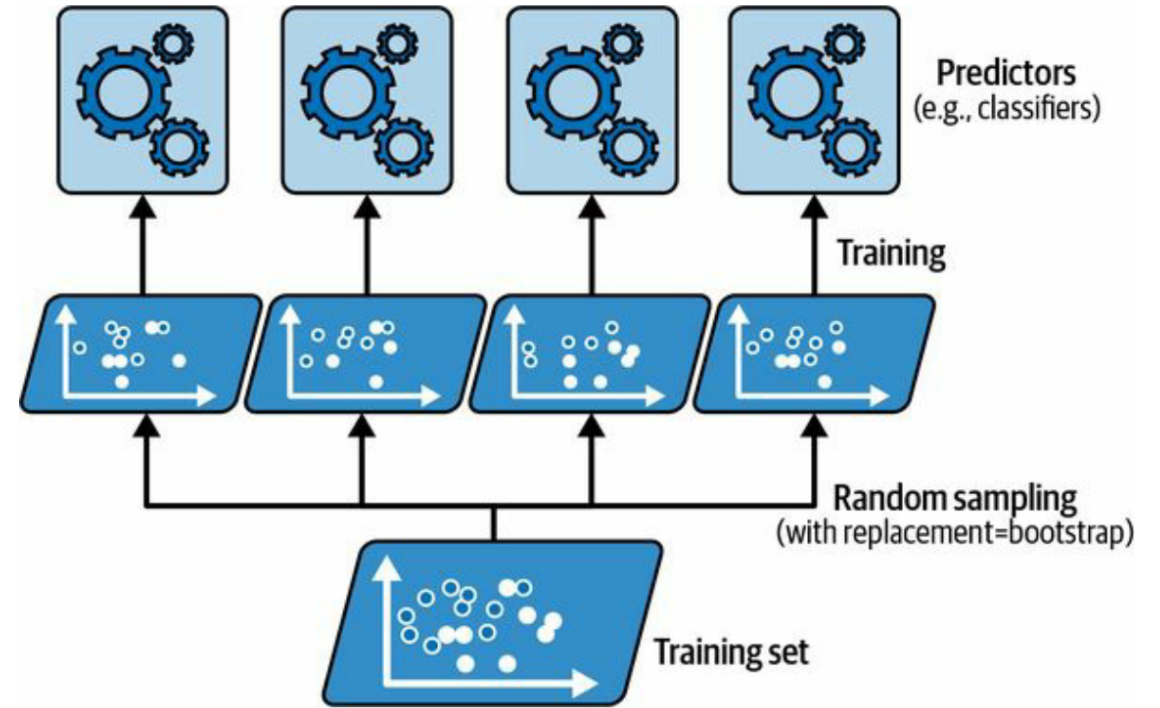 Predictors
(e.g., classifiers)
Training
Random sampling
(with replacement=bootstrap)
Training set